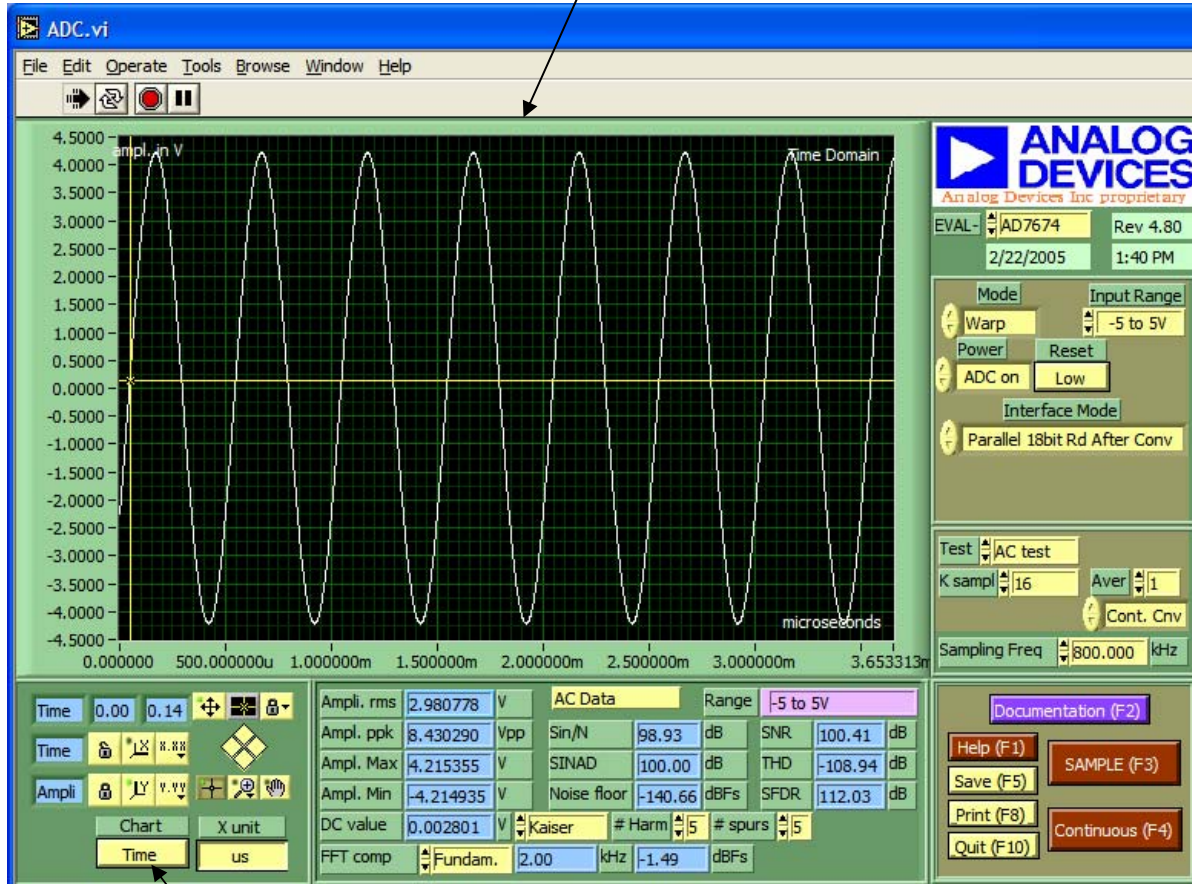 ADC.vi
File Edit Operate Tools Browse Window Help
ampl. in V
Time Domain
4.5000
4.0000
3.5000
3.0000
2.5000
2.0000
1.5000
1.0000
0.5000
0.0000
-0.5000
-1.0000
-1.5000
-2.0000
-2.5000
-3.0000
-3.5000
-4.0000
-4.5000
microseconds
0.000000 500.000000u 1.000000m 1.500000m 2.000000m 2.500000m 3.000000m 3.653313m
ANALOG
DEVICES
Analog Devices Inc proprietary
EVAL- AD7674 Rev 4.80
2/22/2005 1:40 PM
Mode Input Range
Warp -5 to 5V
Power Reset
ADC on Low
Interface Mode
Parallel 18bit Rd After Conv
Test AC test
K sampl 16 Aver 1
Cont. Cnv
Sampling Freq 800.000 kHz
Time 0.00 0.14
Time X X.XX
Ampli Y Y.YY
Chart X unit
Time us
Ampli. rms 2.980778 V AC Data Range -5 to 5V
Ampl. ppk 8.430290 Vpp Sin/N 98.93 dB SNR 100.41 dB
Ampl. Max 4.215355 V SINAD 100.00 dB THD -108.94 dB
Ampl. Min -4.214935 V Noise floor -140.66 dBFs SFDR 112.03 dB
DC value 0.002801 V Kaiser # Harm 5 # spurs 5
FFT comp Fundam. 2.00 kHz -1.49 dBFs
Documentation (F2)
Help (F1)
Save (F5)
Print (F8)
Quit (F10)
SAMPLE (F3)
Continuous (F4)